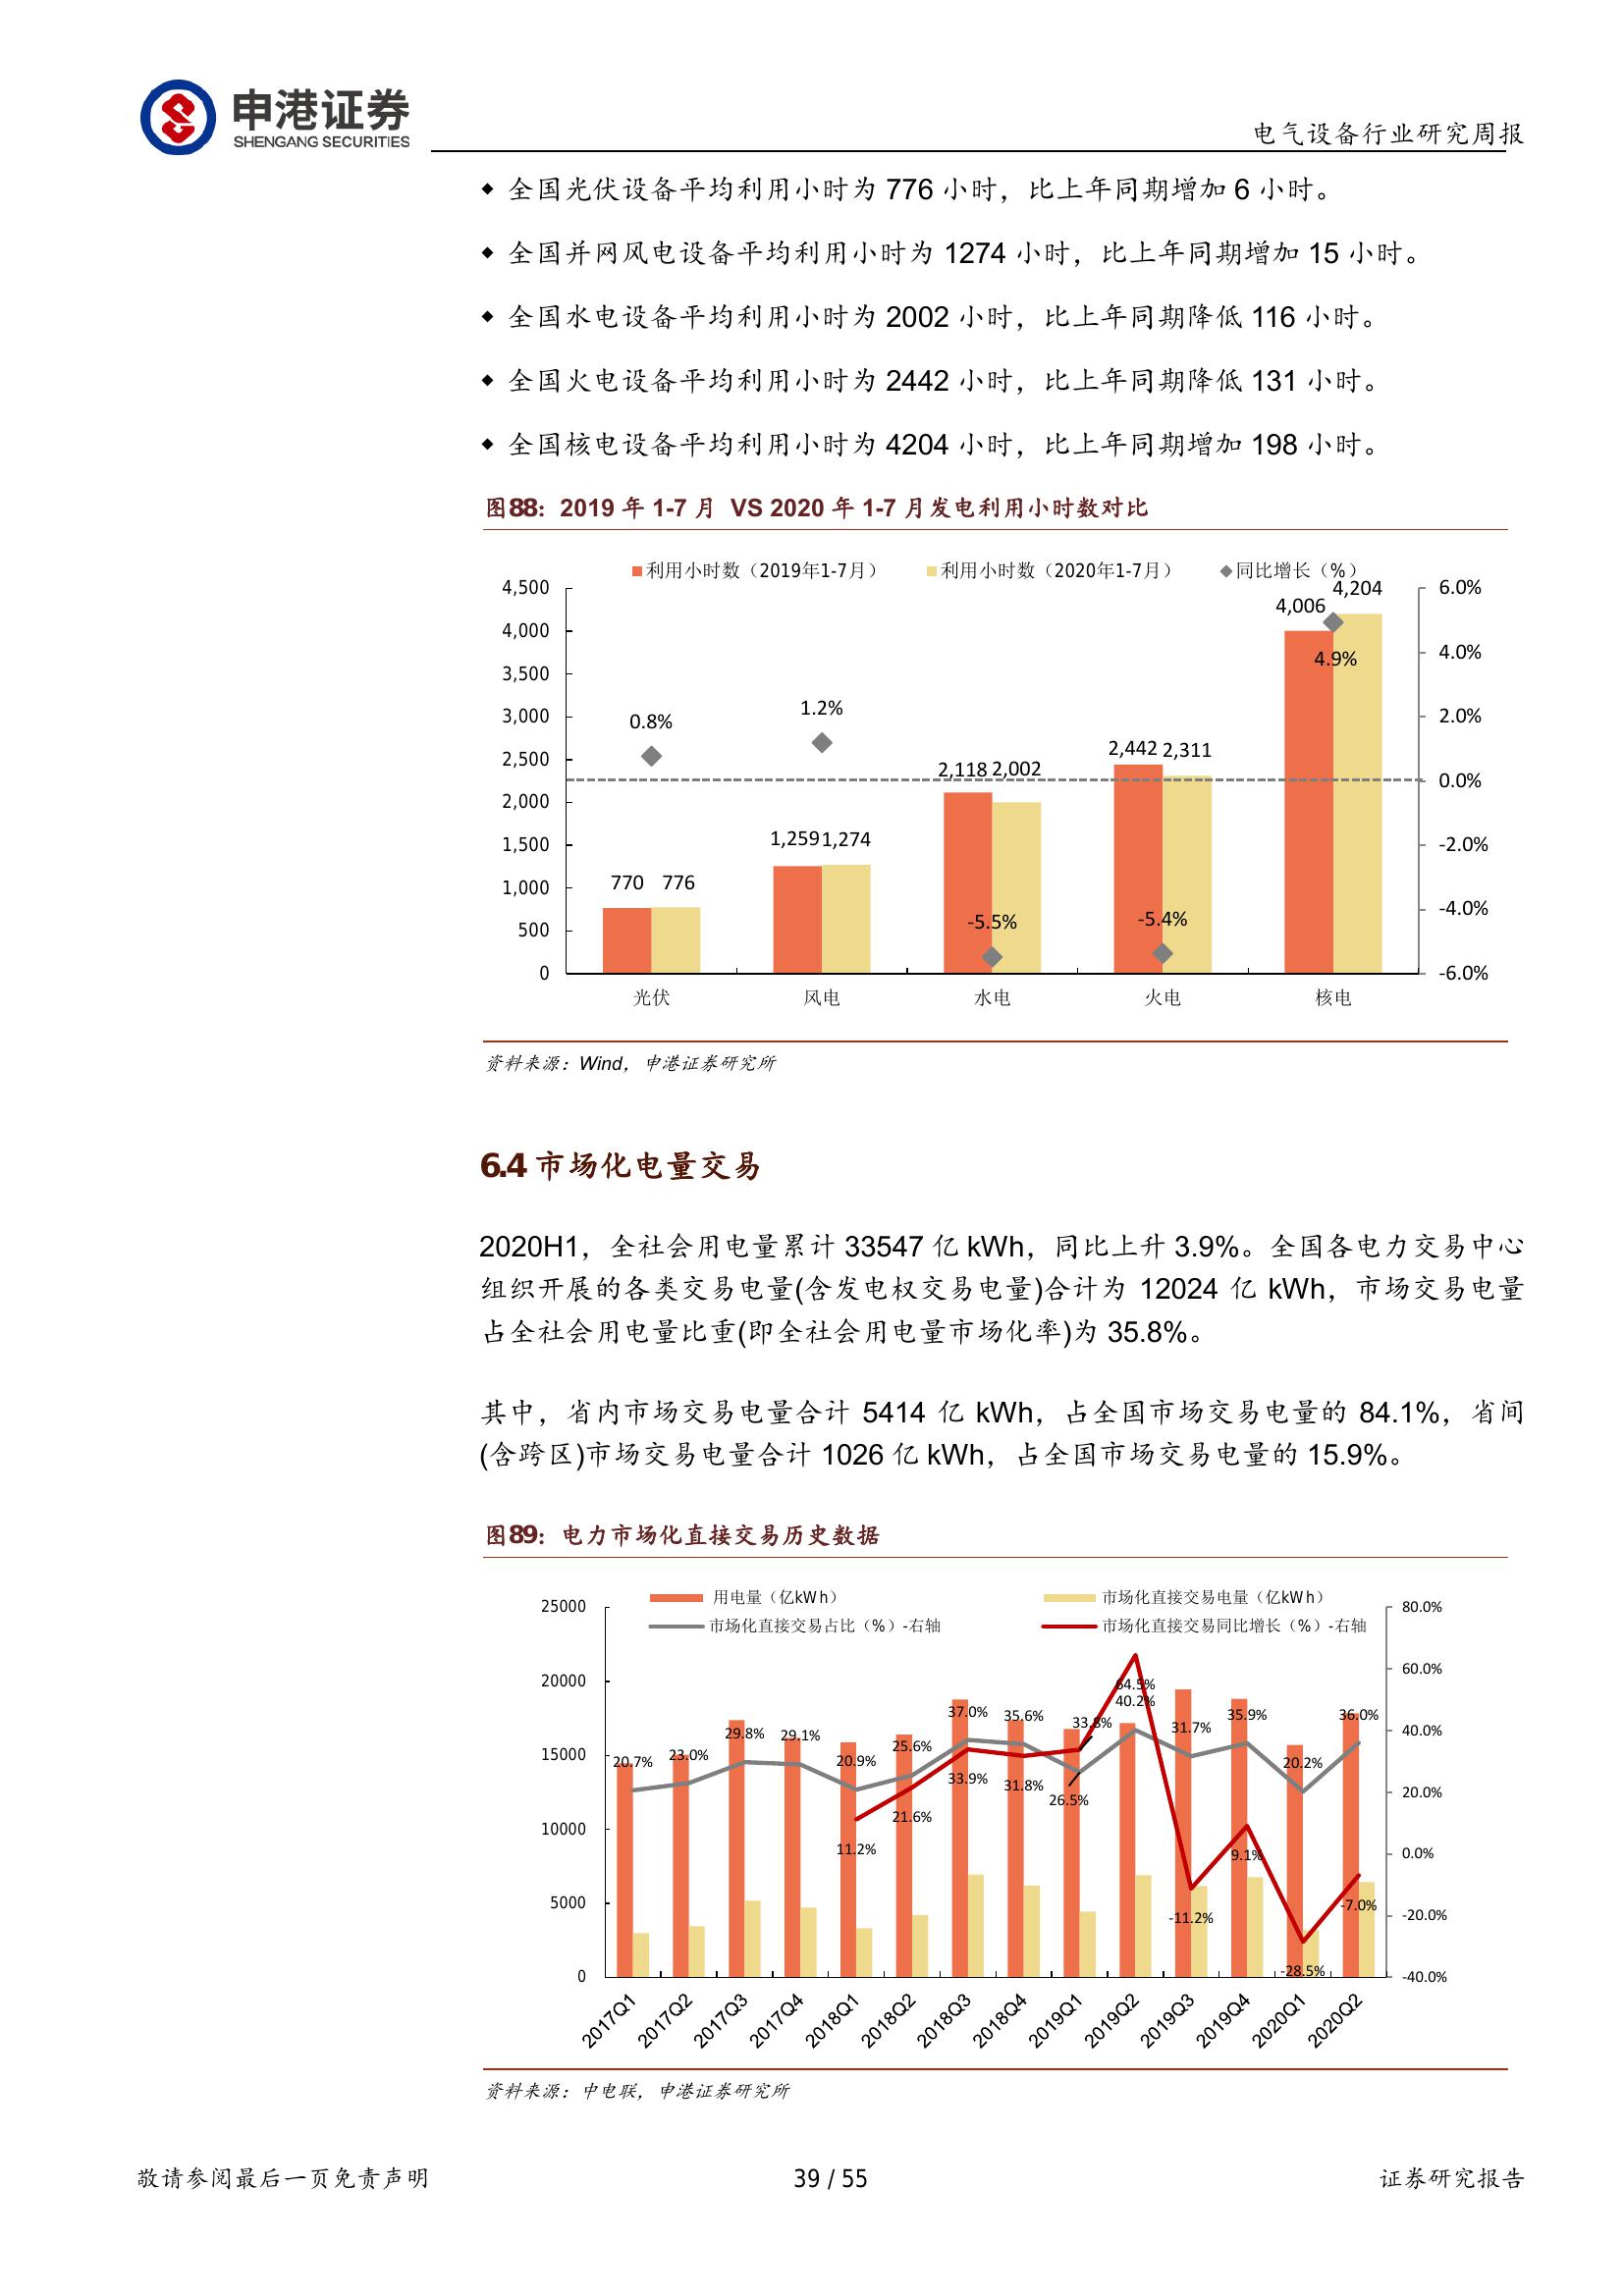 申港证券
SHENGANG SECURITIES
电气设备行业研究周报
◆ 全国光伏设备平均利用小时为 776 小时，比上年同期增加 6 小时。
◆ 全国并网风电设备平均利用小时为 1274 小时，比上年同期增加 15 小时。
◆ 全国水电设备平均利用小时为 2002 小时，比上年同期降低 116 小时。
◆ 全国火电设备平均利用小时为 2442 小时，比上年同期降低 131 小时。
◆ 全国核电设备平均利用小时为 4204 小时，比上年同期增加 198 小时。
图88：2019 年 1-7 月 VS 2020 年 1-7 月发电利用小时数对比
利用小时数（2019年1-7月） 利用小时数（2020年1-7月） 同比增长（%）
4,500
4,000
3,500
3,000
2,500
2,000
1,500
1,000
500
0
770 776
1,259 1,274
2,118 2,002
2,442 2,311
4,006 4,204
0.8%
1.2%
-5.5%
-5.4%
4.9%
6.0%
4.0%
2.0%
0.0%
-2.0%
-4.0%
-6.0%
光伏 风电 水电 火电 核电
资料来源：Wind，申港证券研究所
6.4 市场化电量交易
2020H1，全社会用电量累计 33547 亿 kWh，同比上升 3.9%。全国各电力交易中心
组织开展的各类交易电量(含发电权交易电量)合计为 12024 亿 kWh，市场交易电量
占全社会用电量比重(即全社会用电量市场化率)为 35.8%。
其中，省内市场交易电量合计 5414 亿 kWh，占全国市场交易电量的 84.1%，省间
(含跨区)市场交易电量合计 1026 亿 kWh，占全国市场交易电量的 15.9%。
图89：电力市场化直接交易历史数据
用电量（亿kWh） 市场化直接交易电量（亿kWh）
市场化直接交易占比（%）-右轴 市场化直接交易同比增长（%）-右轴
25000
20000
15000
10000
5000
0
20.7% 23.0% 29.8% 29.1% 20.9% 25.6% 37.0% 35.6% 26.5% 40.2% 31.7% 35.9% 20.2% 36.0%
11.2% 21.6% 33.9% 31.8% 33.8% 64.5% -11.2% 9.1% -28.5% -7.0%
80.0%
60.0%
40.0%
20.0%
0.0%
-20.0%
-40.0%
2017Q1 2017Q2 2017Q3 2017Q4 2018Q1 2018Q2 2018Q3 2018Q4 2019Q1 2019Q2 2019Q3 2019Q4 2020Q1 2020Q2
资料来源：中电联，申港证券研究所
敬请参阅最后一页免责声明 39 / 55 证券研究报告